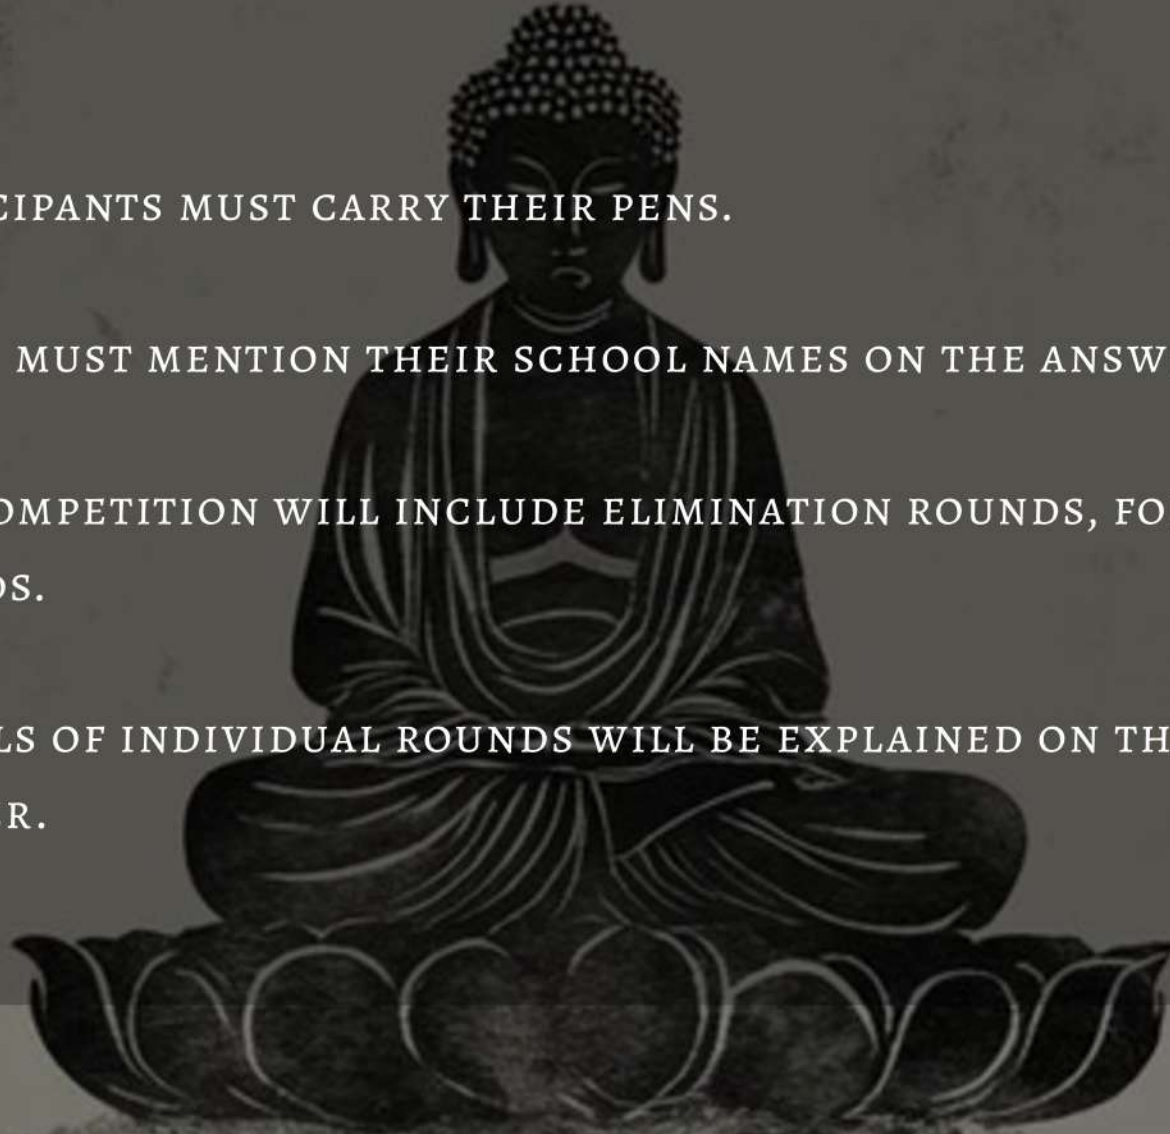 CIPANTS MUST CARRY THEIR PENS.
MUST MENTION THEIR SCHOOL NAMES ON THE ANSW
OMPETITION WILL INCLUDE ELIMINATION ROUNDS, FO
DS.
LS OF INDIVIDUAL ROUNDS WILL BE EXPLAINED ON TH
ER.